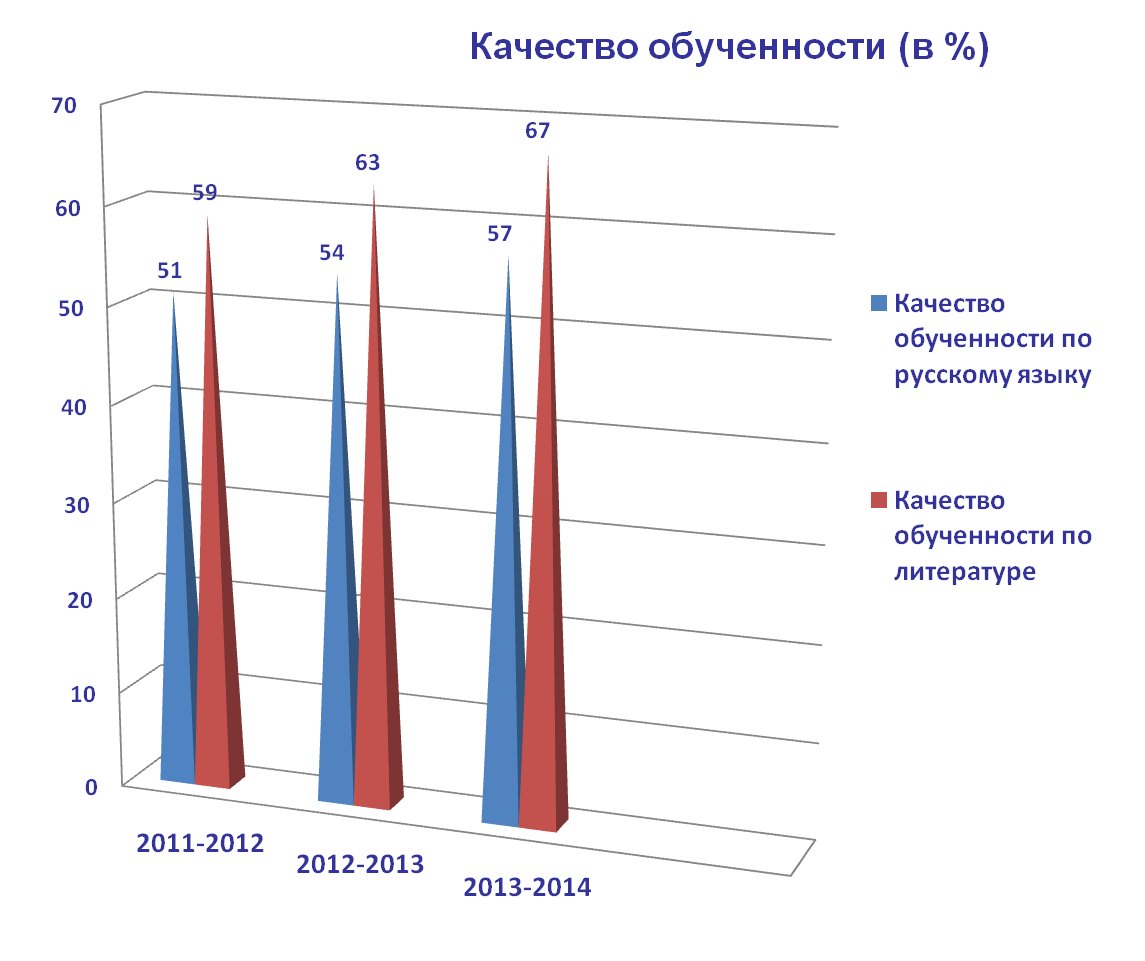 Качество обученности (в %)
70
60
50
40
30
20
10
0
51
59
54
63
57
67
2011-2012
2012-2013
2013-2014
Качество
обученности по
русскому языку
Качество
обученности по
литературе